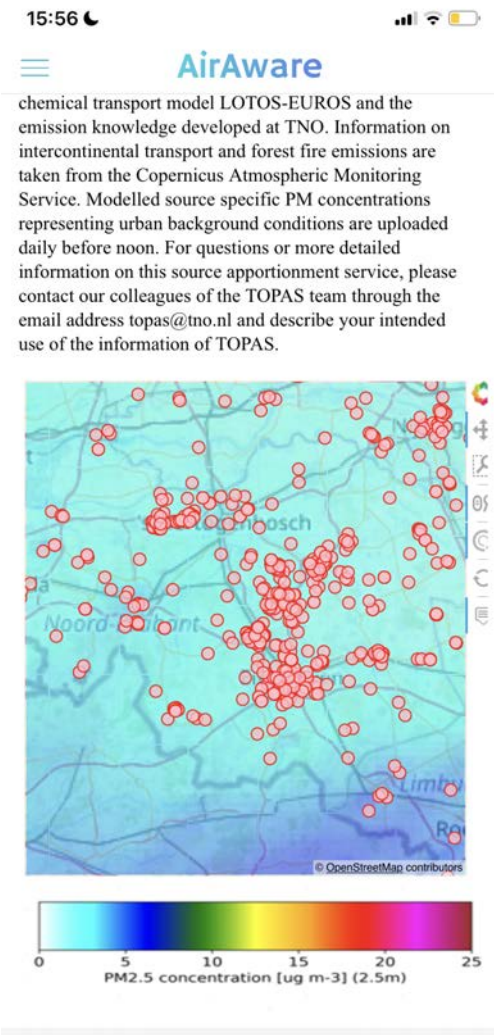 15:56
AirAware
chemical transport model LOTOS-EUROS and the
emission knowledge developed at TNO. Information on
intercontinental transport and forest fire emissions are
taken from the Copernicus Atmospheric Monitoring
Service. Modelled source specific PM concentrations
representing urban background conditions are uploaded
daily before noon. For questions or more detailed
information on this source apportionment service, please
contact our colleagues of the TOPAS team through the
email address topas@tno.nl and describe your intended
use of the information of TOPAS.
Noord-Brabant
Limbu
© OpenStreetMap contributors
0 5 10 15 20 25
PM2.5 concentration [ug m-3] (2.5m)